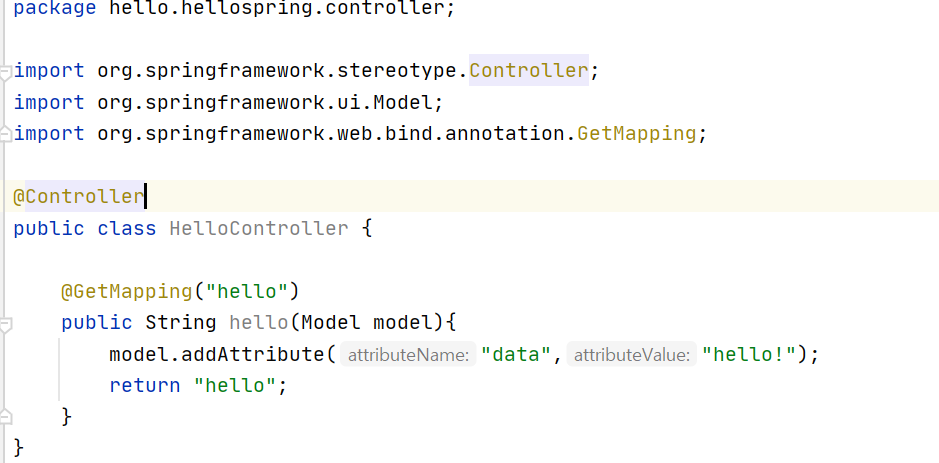 package hello.hellospring.controller;
import org.springframework.stereotype.Controller;
import org.springframework.ui.Model;
import org.springframework.web.bind.annotation.GetMapping;
@Controller
public class HelloController {
@GetMapping("hello")
public String hello(Model model){
model.addAttribute( attributeName: "data", attributeValue: "hello!");
return "hello";
}
}